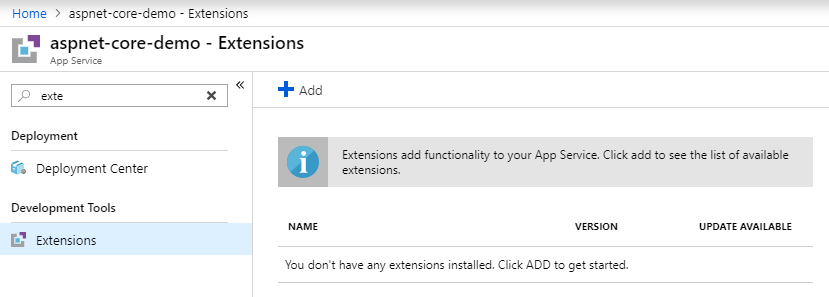 Home > aspnet-core-demo - Extensions
aspnet-core-demo - Extensions
App Service
exte
Deployment
Deployment Center
Development Tools
Extensions
Add
Extensions add functionality to your App Service. Click add to see the list of available
extensions.
NAME VERSION UPDATE AVAILABLE
You don't have any extensions installed. Click ADD to get started.